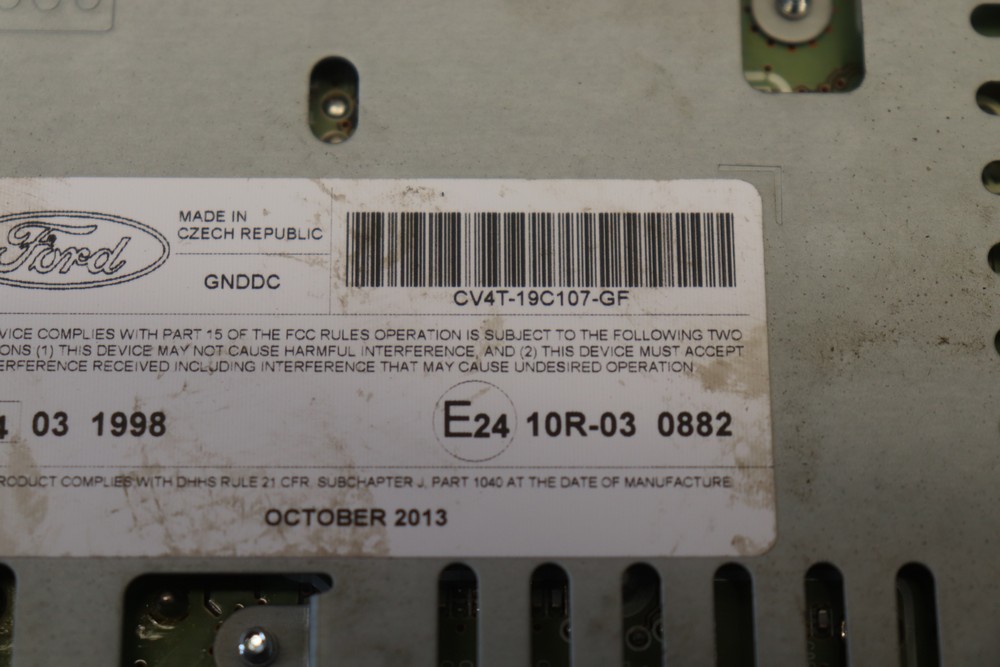 Ford
MADE IN
CZECH REPUBLIC
GNDDC
CV4T-19C107-GF
VICE COMPLIES WITH PART 15 OF THE FCC RULES OPERATION IS SUBJECT TO THE FOLLOWING TWO
ONS (1) THIS DEVICE MAY NOT CAUSE HARMFUL INTERFERENCE, AND (2) THIS DEVICE MUST ACCEPT
ERFERENCE RECEIVED INCLUDING INTERFERENCE THAT MAY CAUSE UNDESIRED OPERATION
4 03 1998
E24 10R-03 0882
RODUCT COMPLIES WITH DHHS RULE 21 CFR, SUBCHAPTER J, PART 1040 AT THE DATE OF MANUFACTURE
OCTOBER 2013